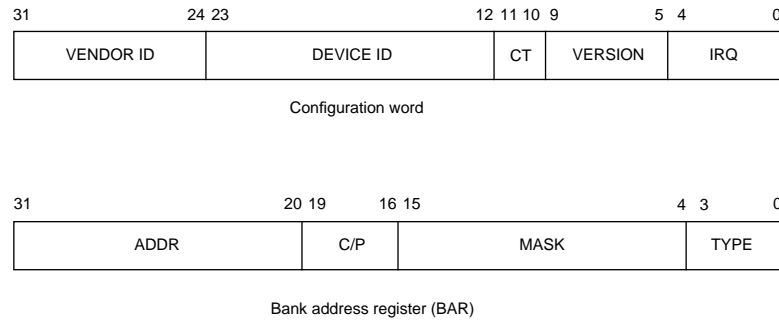 31 24 23 12 11 10 9 5 4 0
VENDOR ID DEVICE ID CT VERSION IRQ
Configuration word
31 20 19 16 15 4 3 0
ADDR C/P MASK TYPE
Bank address register (BAR)